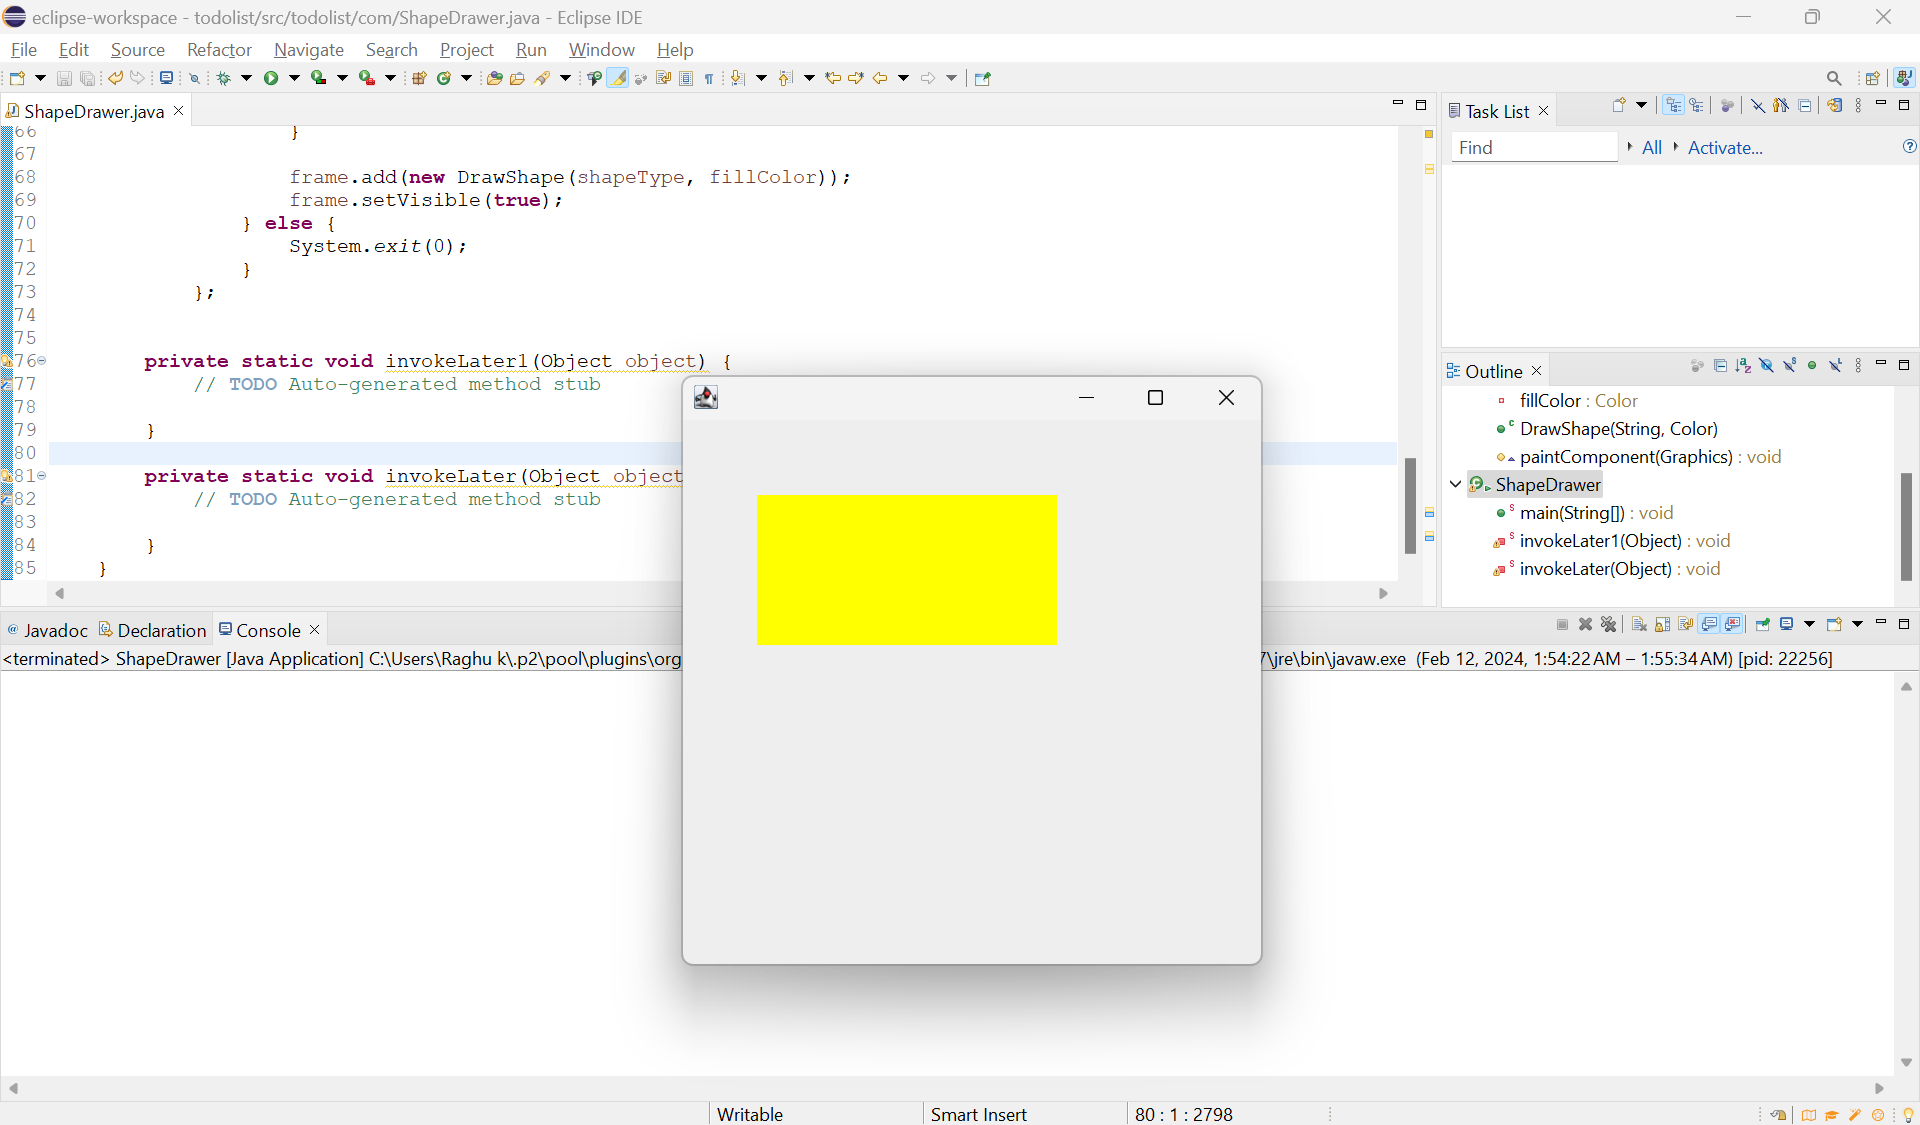 eclipse-workspace - todolist/src/todolist/com/ShapeDrawer.java - Eclipse IDE
File Edit Source Refactor Navigate Search Project Run Window Help
ShapeDrawer.java
66 }
67
68 frame.add(new DrawShape(shapeType, fillColor));
69 frame.setVisible(true);
70 } else {
71 System.exit(0);
72 }
73 };
74
75
76 private static void invokeLater1(Object object) {
77 // TODO Auto-generated method stub
78
79 }
80
81 private static void invokeLater(Object object
82 // TODO Auto-generated method stub
83
84 }
85 }
Task List
Find All Activate...
Outline
fillColor : Color
DrawShape(String, Color)
paintComponent(Graphics) : void
ShapeDrawer
main(String[]) : void
invokeLater1(Object) : void
invokeLater(Object) : void
Javadoc Declaration Console
<terminated> ShapeDrawer [Java Application] C:\Users\Raghu k\.p2\pool\plugins\org 7\jre\bin\javaw.exe (Feb 12, 2024, 1:54:22 AM – 1:55:34 AM) [pid: 22256]
Writable Smart Insert 80 : 1 : 2798